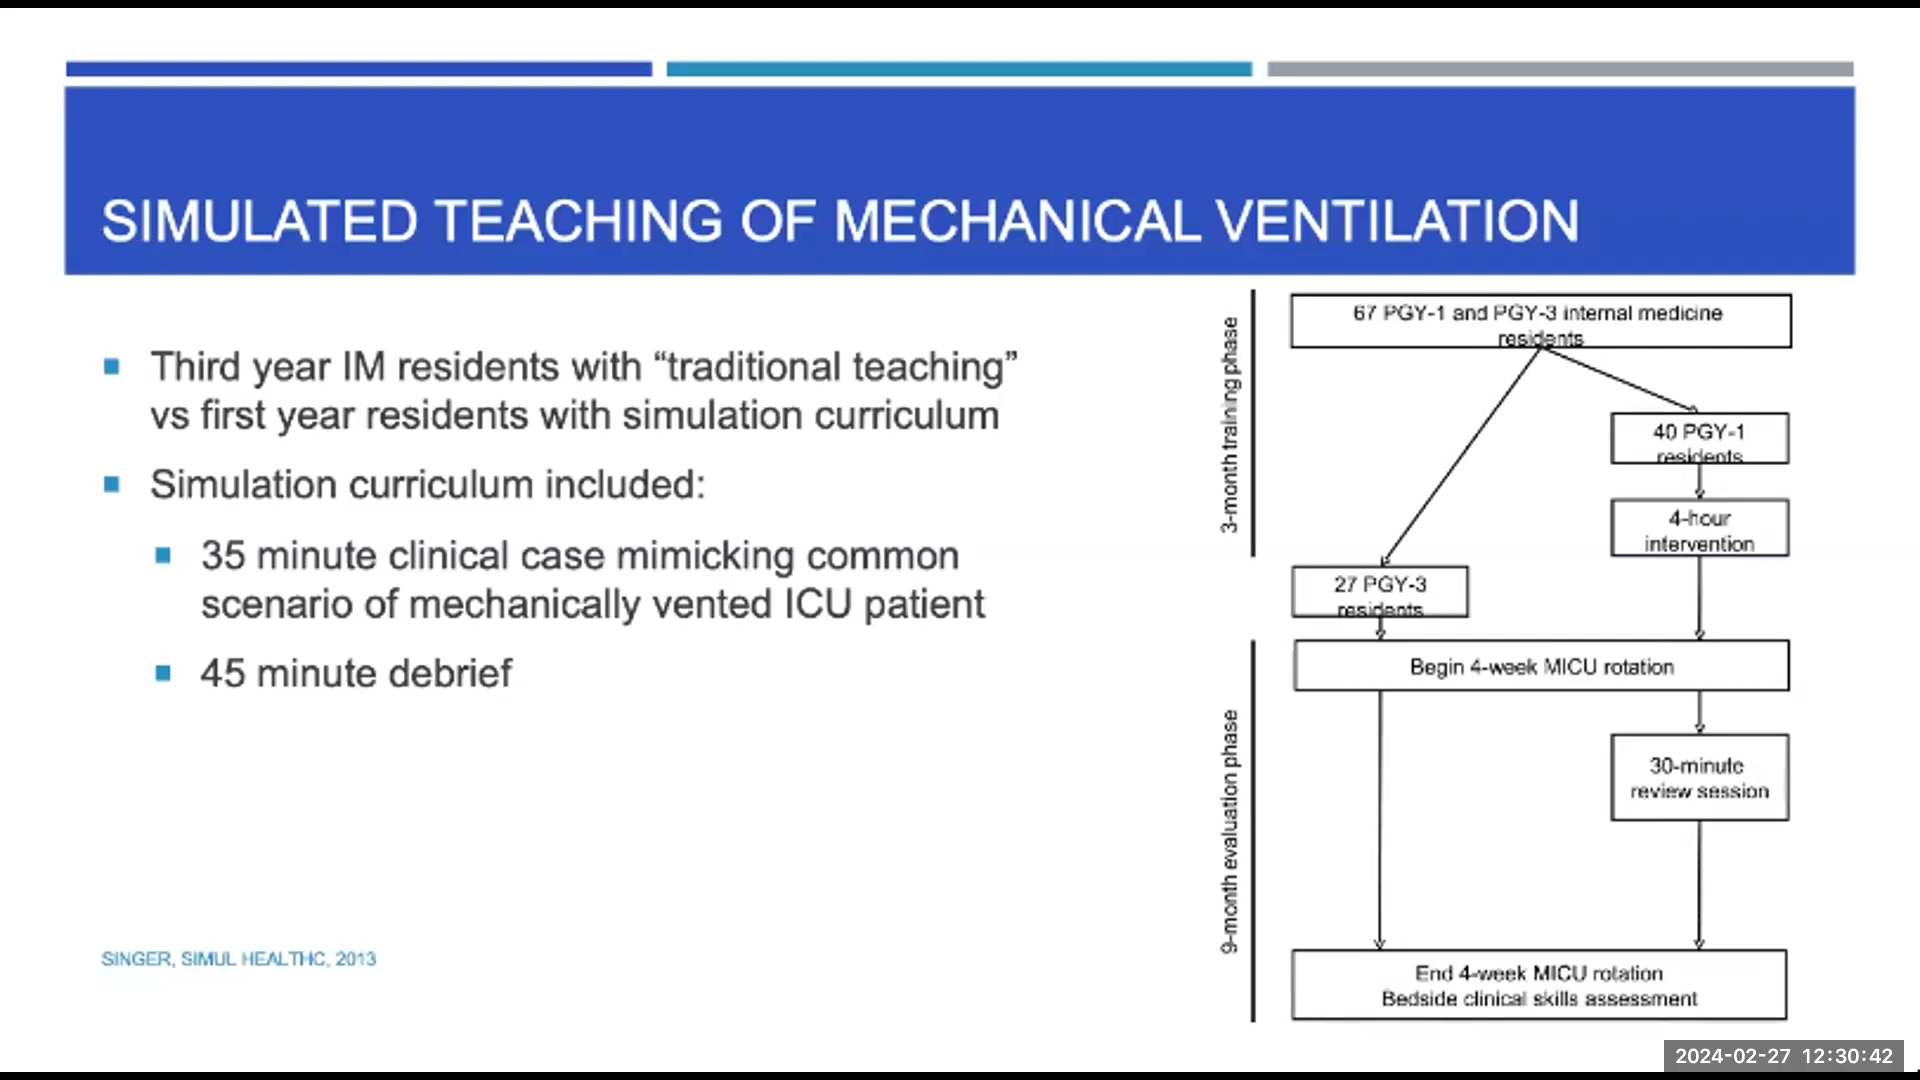 SIMULATED TEACHING OF MECHANICAL VENTILATION
Third year IM residents with “traditional teaching”
vs first year residents with simulation curriculum
Simulation curriculum included:
35 minute clinical case mimicking common
scenario of mechanically vented ICU patient
45 minute debrief
SINGER, SIMUL HEALTHC, 2013
3-month training phase
67 PGY-1 and PGY-3 internal medicine
residents
40 PGY-1
residents
4-hour
intervention
27 PGY-3
residents
9-month evaluation phase
Begin 4-week MICU rotation
30-minute
review session
End 4-week MICU rotation
Bedside clinical skills assessment
2024-02-27 12:30:42